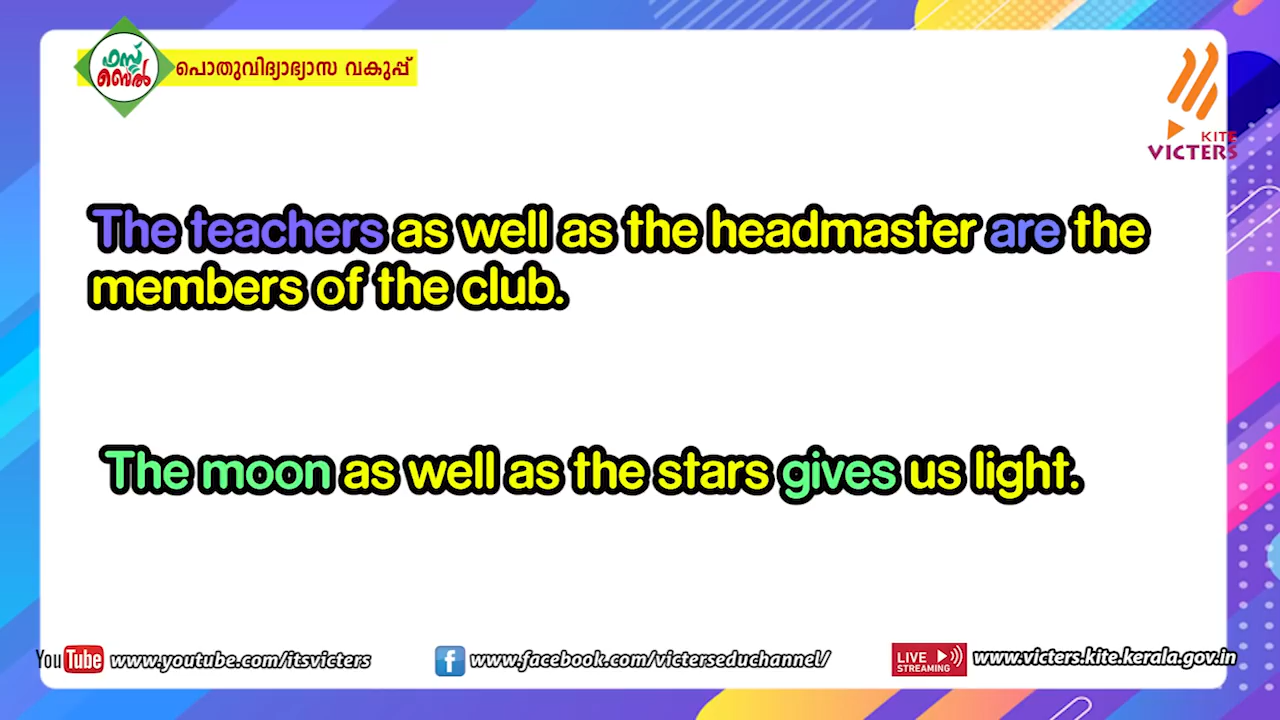 ഫസ്റ്റ്
ബെൽ
പൊതുവിദ്യാഭ്യാസ വകുപ്പ്
KITE
VICTERS
The teachers as well as the headmaster are the
members of the club.
The moon as well as the stars gives us light.
YouTube www.youtube.com/itsvicters
f www.facebook.com/victerseduchannel/
LIVE
STREAMING
www.victers.kite.kerala.gov.in